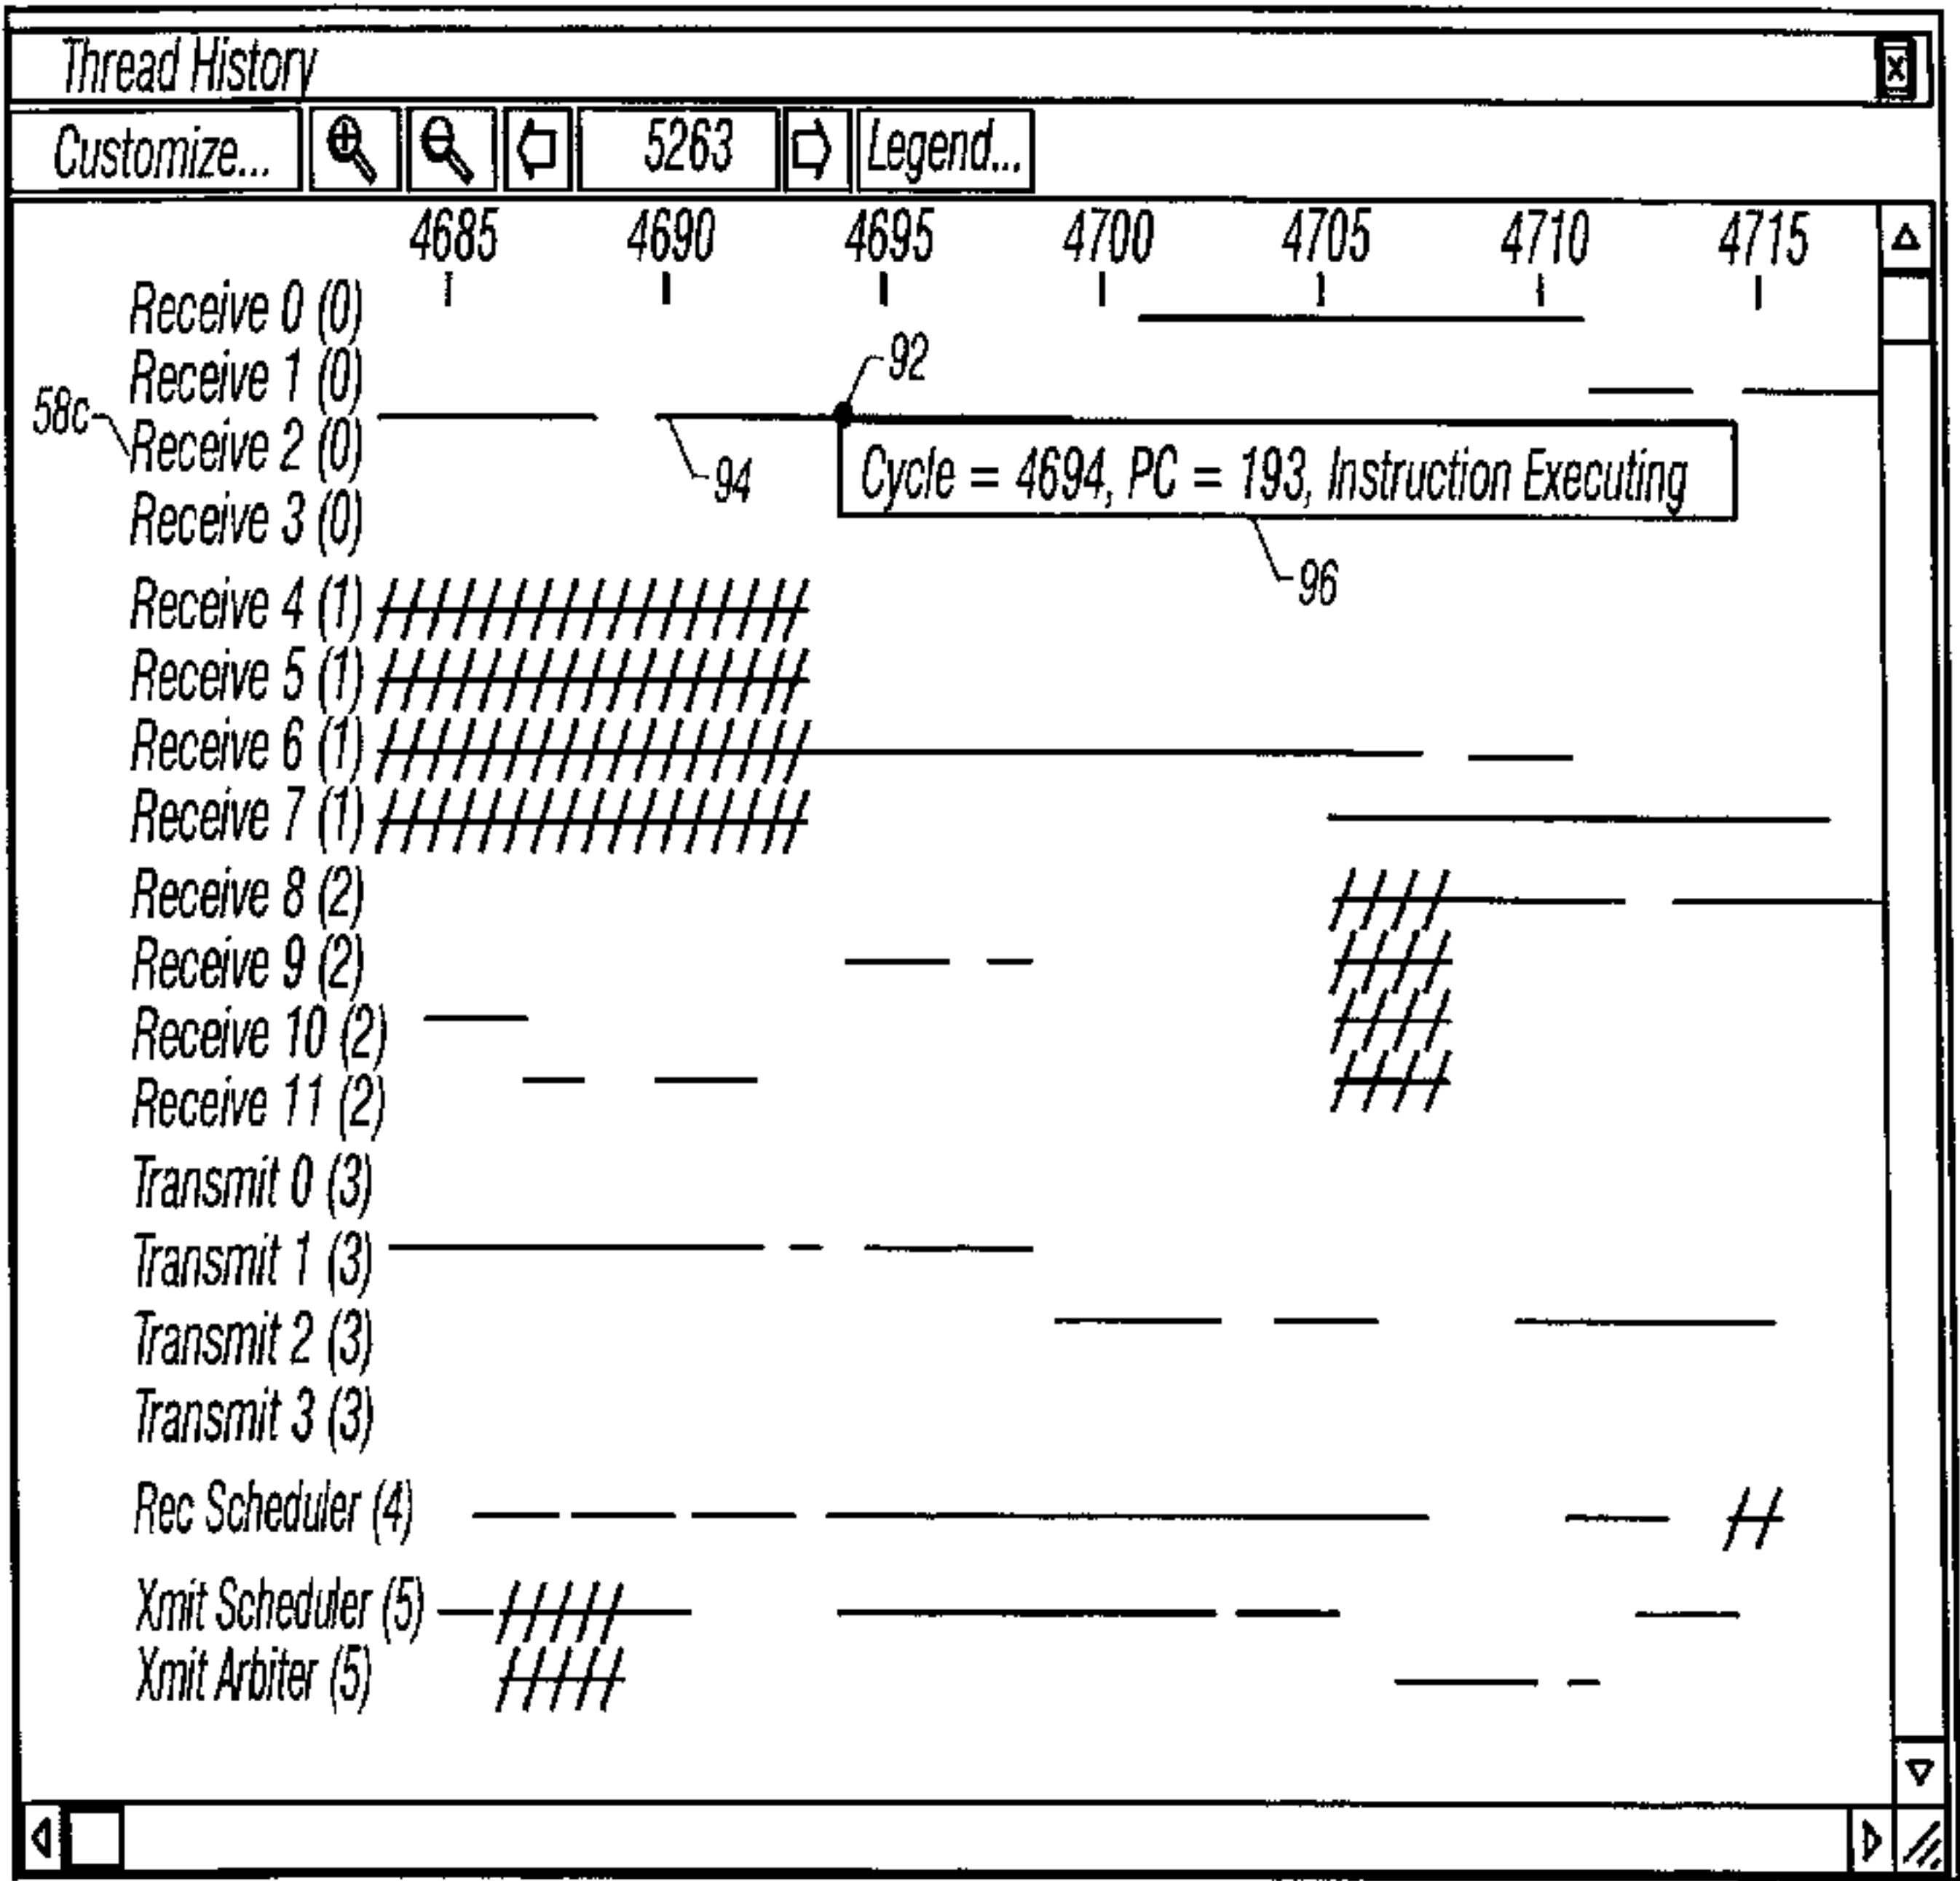 Thread History
Customize... 5263 Legend...
4685 4690 4695 4700 4705 4710 4715
Receive 0 (0)
92
Receive 1 (0)
58c
Receive 2 (0)
Cycle = 4694, PC = 193, Instruction Executing
94
Receive 3 (0)
96
Receive 4 (1)
Receive 5 (1)
Receive 6 (1)
Receive 7 (1)
Receive 8 (2)
Receive 9 (2)
Receive 10 (2)
Receive 11 (2)
Transmit 0 (3)
Transmit 1 (3)
Transmit 2 (3)
Transmit 3 (3)
Rec Scheduler (4)
Xmit Scheduler (5)
Xmit Arbiter (5)